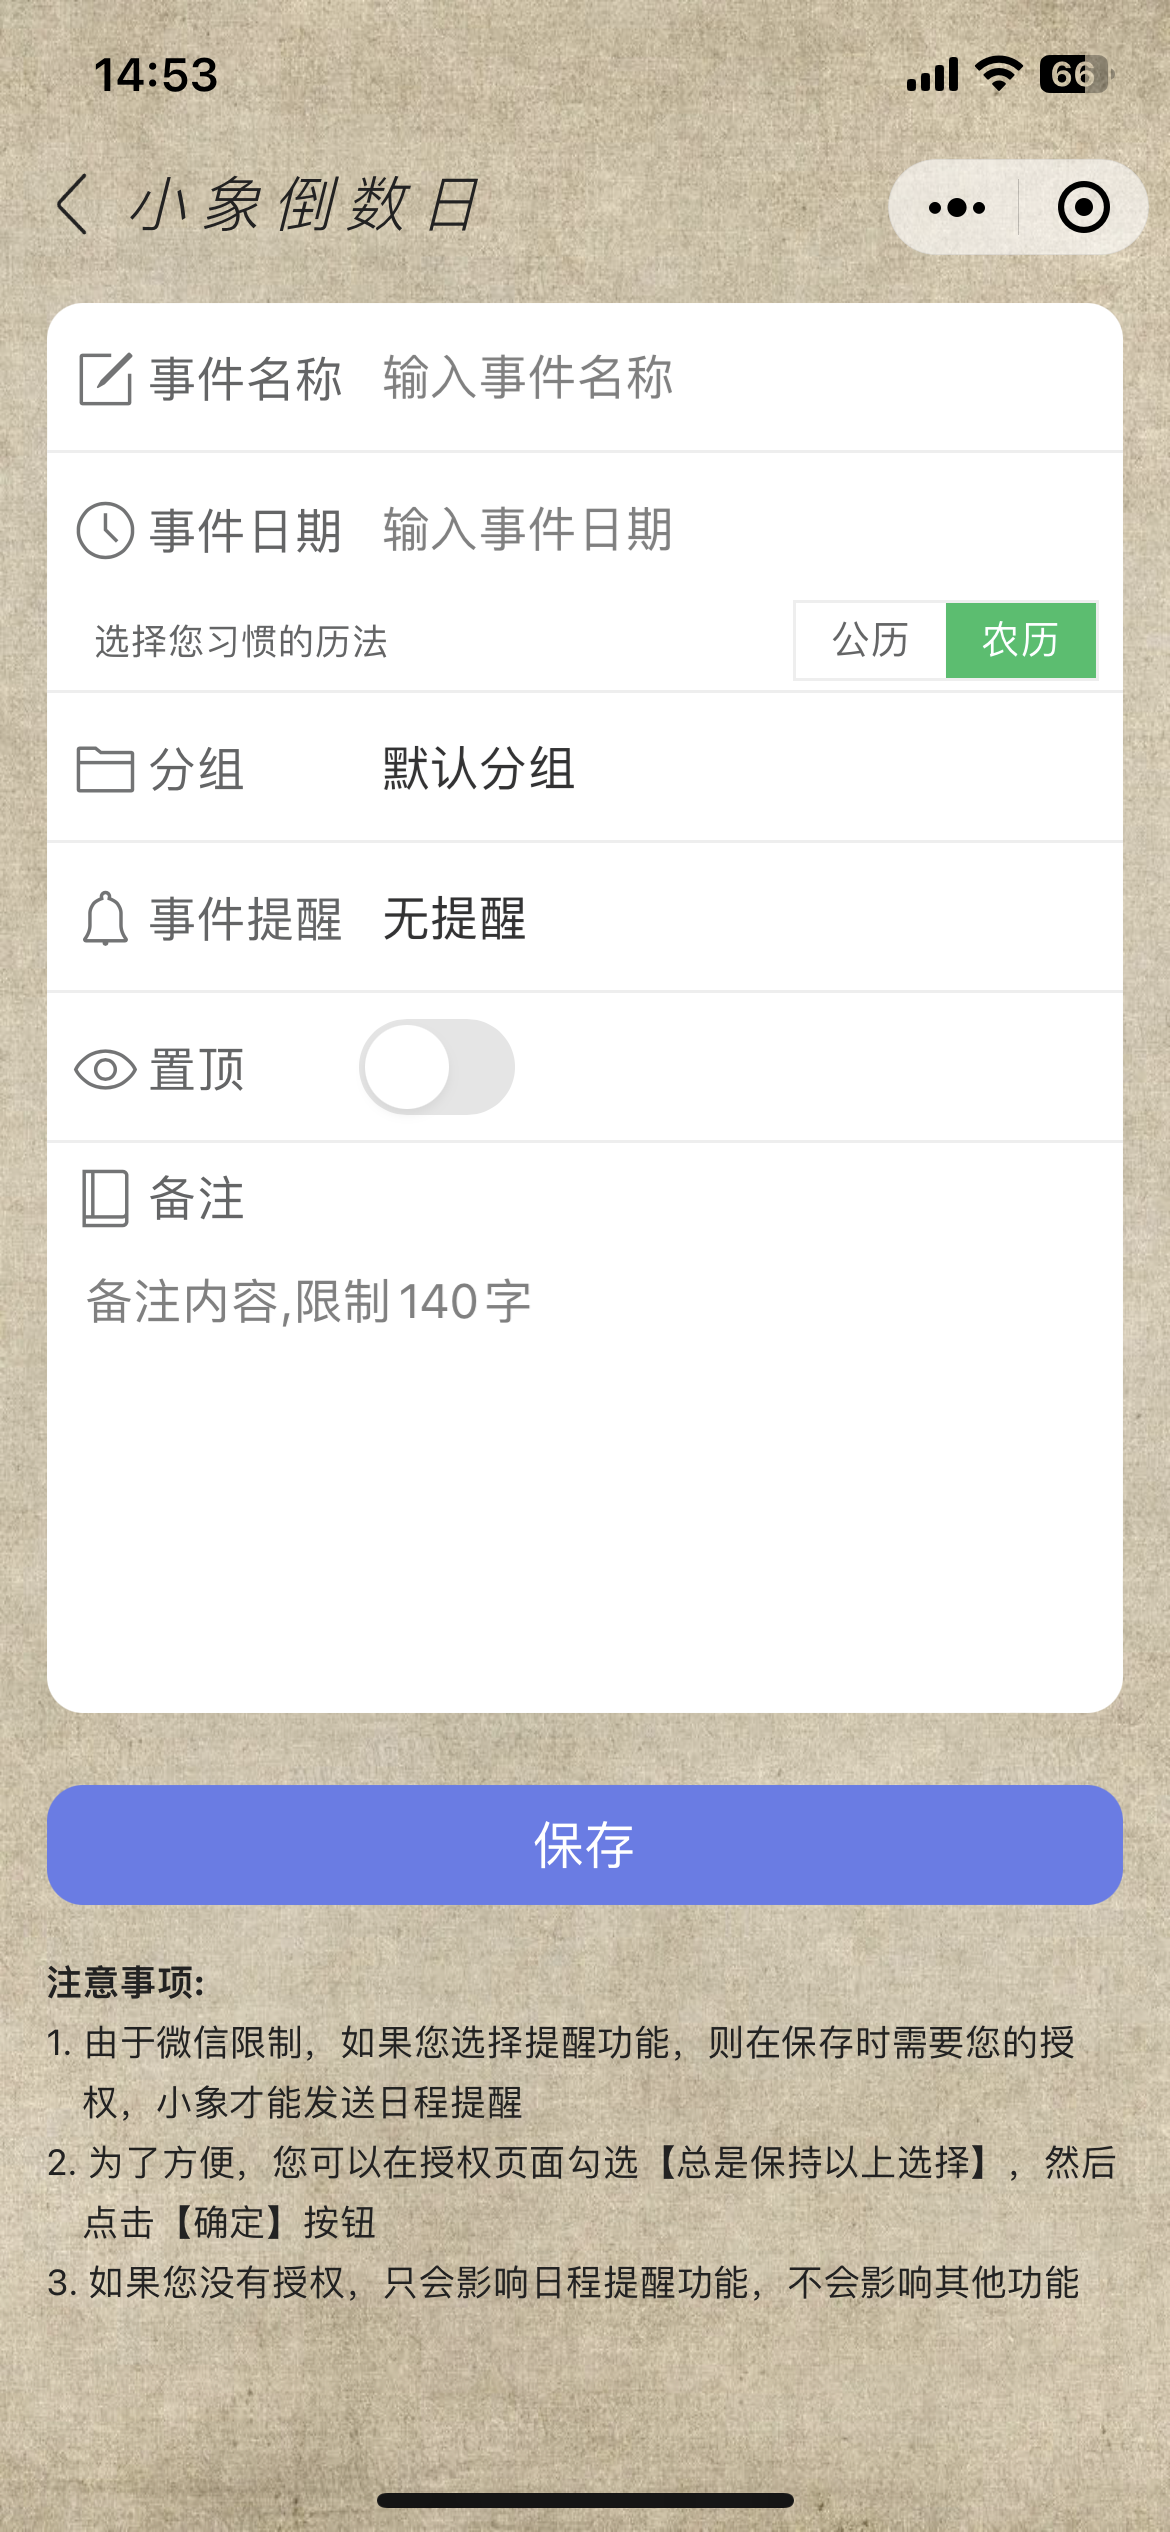 14:53
66
小象倒数日
事件名称 输入事件名称
事件日期 输入事件日期
选择您习惯的历法 公历 农历
分组 默认分组
事件提醒 无提醒
置顶
备注
备注内容,限制140字
保存
注意事项:
1. 由于微信限制，如果您选择提醒功能，则在保存时需要您的授
权，小象才能发送日程提醒
2. 为了方便，您可以在授权页面勾选【总是保持以上选择】，然后
点击【确定】按钮
3. 如果您没有授权，只会影响日程提醒功能，不会影响其他功能